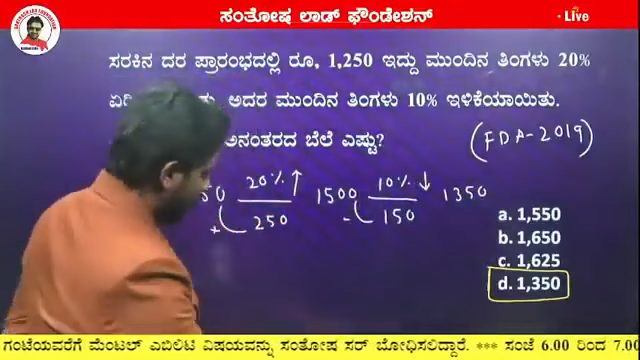 ಸಂತೋಷ ಲಾಡ್ ಫೌಂಡೇಶನ್
Live
ಸರಕಿನ ದರ ಪ್ರಾರಂಭದಲ್ಲಿ ರೂ, 1,250 ಇದ್ದು ಮುಂದಿನ ತಿಂಗಳು 20%
ಅದರ ಮುಂದಿನ ತಿಂಗಳು 10% ಇಳಿಕೆಯಾಯಿತು.
ಅನಂತರದ ಬೆಲೆ ಎಷ್ಟು?
(FDA-2019)
50 20% ↑ 1500 10% ↓ 1350
+ 250 - 150
a. 1,550
b. 1,650
c. 1,625
d. 1,350
ಗಂಟೆಯವರೆಗೆ ಮೆಂಟಲ್ ಎಬಿಲಿಟಿ ವಿಷಯವನ್ನು ಸಂತೋಷ ಸರ್ ಬೋಧಿಸಲಿದ್ದಾರೆ. *** ಸಂಜೆ 6.00 ರಿಂದ 7.00